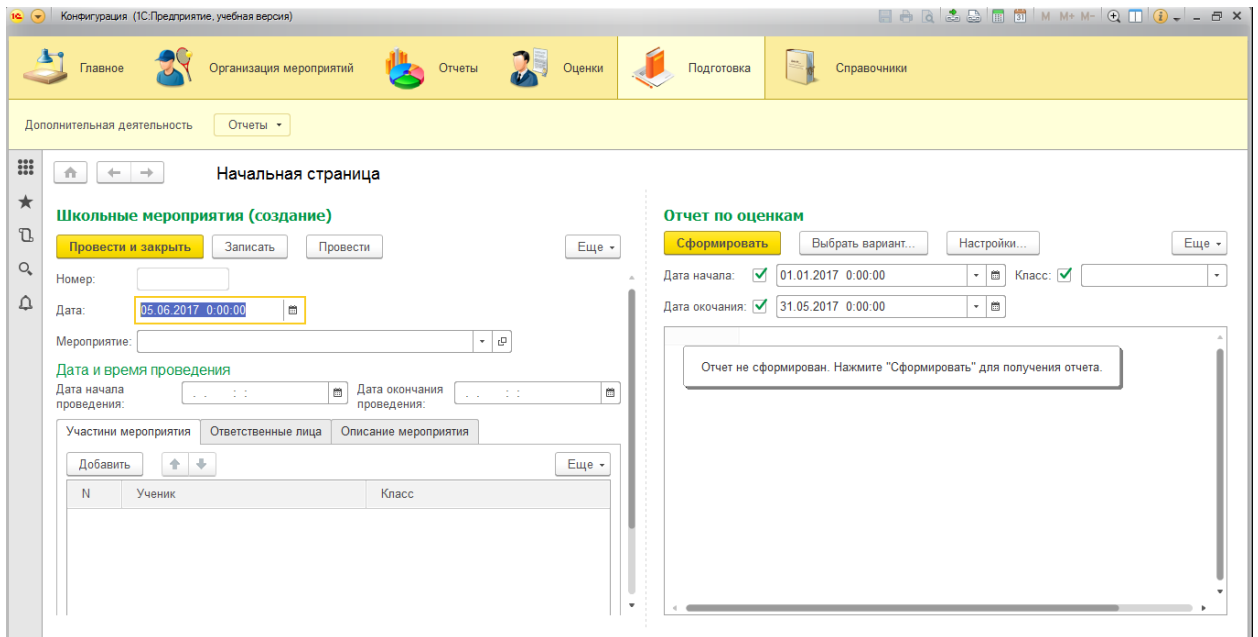 Конфигурация (1С:Предприятие, учебная версия)
M M+ M-
Главное
Организация мероприятий
Отчеты
Оценки
Подготовка
Справочники
Дополнительная деятельность
Отчеты
Начальная страница
Школьные мероприятия (создание)
Провести и закрыть Записать Провести Еще
Номер:
Дата: 05.06.2017 0:00:00
Мероприятие:
Дата и время проведения
Дата начала
проведения: . . : :
Дата окончания
проведения: . . : :
Участини мероприятия Ответственные лица Описание мероприятия
Добавить Еще
N Ученик Класс
Отчет по оценкам
Сформировать Выбрать вариант... Настройки... Еще
Дата начала: 01.01.2017 0:00:00 Класс:
Дата окочания: 31.05.2017 0:00:00
Отчет не сформирован. Нажмите "Сформировать" для получения отчета.